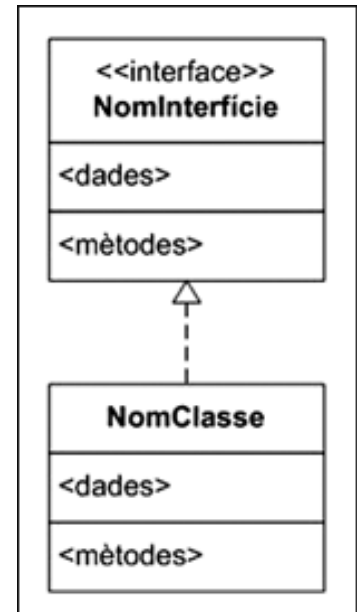 <<interface>>
NomInterfície
<dades>
<mètodes>
NomClasse
<dades>
<mètodes>